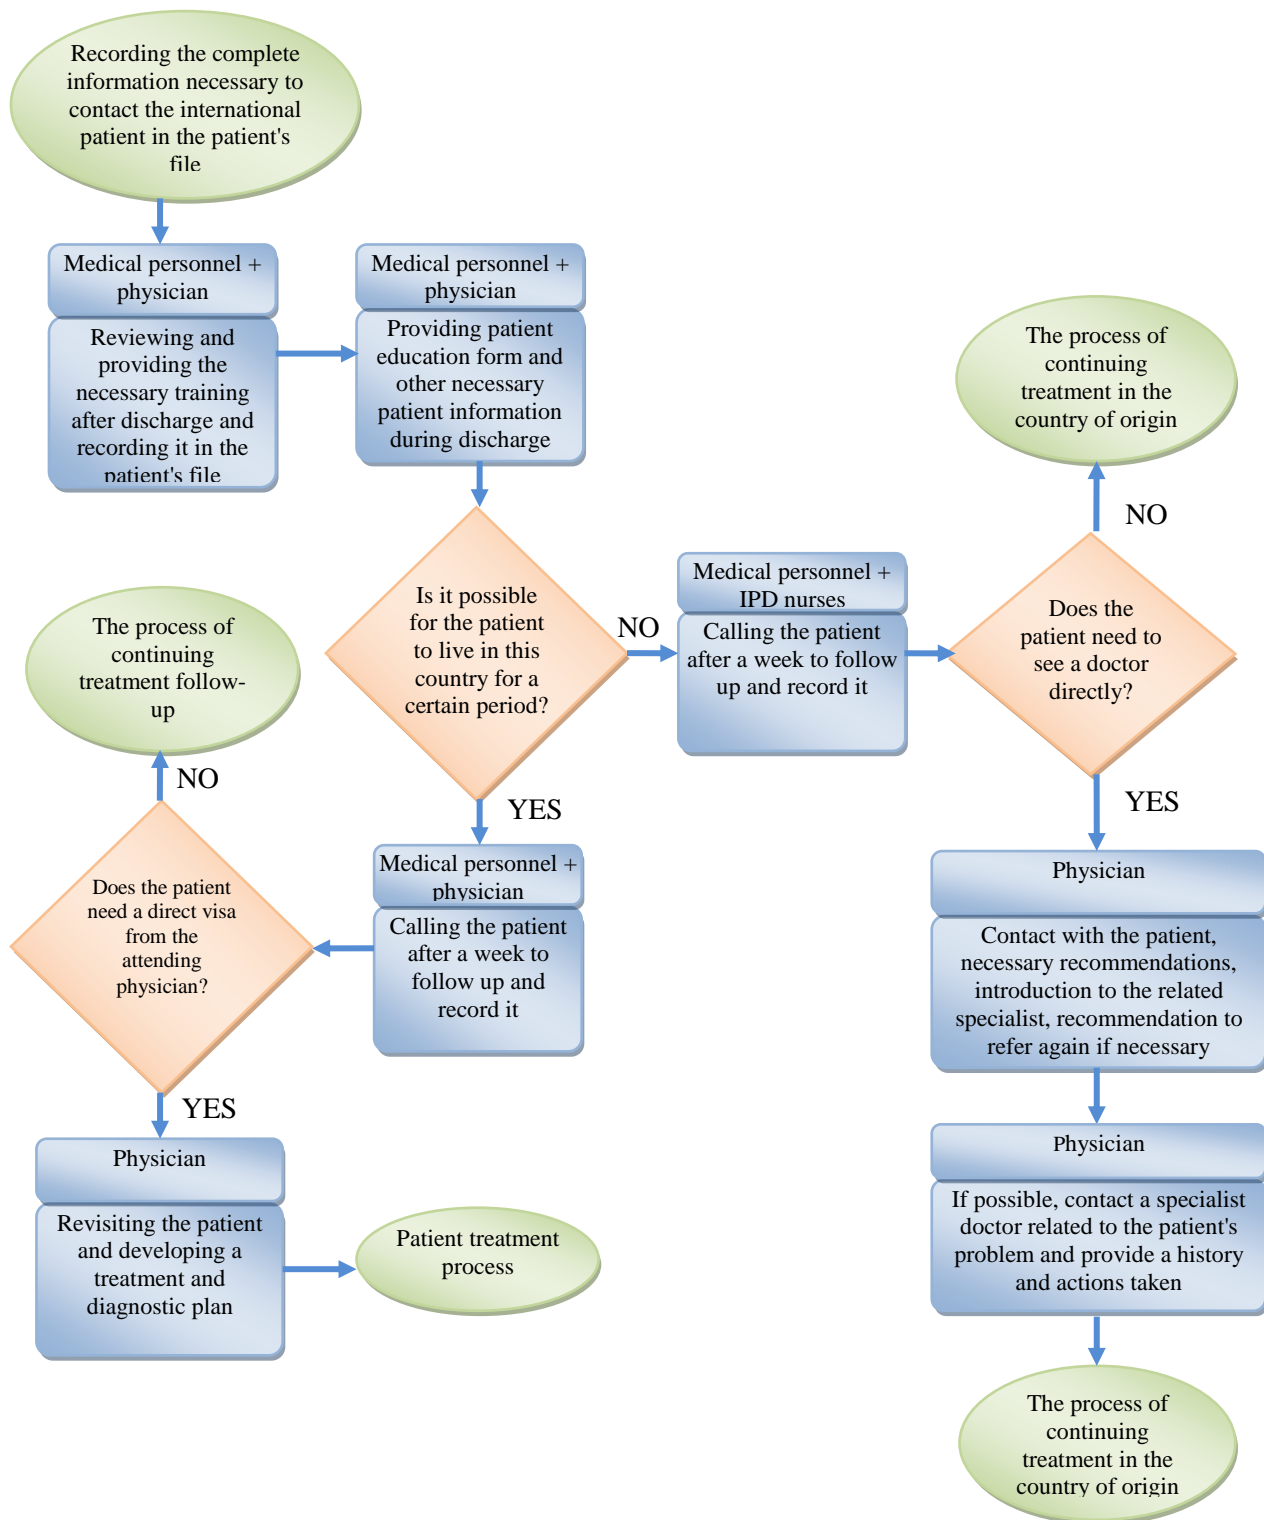 Recording the complete
information necessary to
contact the international
patient in the patient's
file
Medical personnel +
physician
Reviewing and
providing the
necessary training
after discharge and
recording it in the
patient's file
Medical personnel +
physician
Providing patient
education form and
other necessary
patient information
during discharge
Is it possible
for the patient
to live in this
country for a
certain period?
NO
Medical personnel +
IPD nurses
Calling the patient
after a week to follow
up and record it
Does the
patient need to
see a doctor
directly?
NO
The process of
continuing
treatment in the
country of origin
YES
Physician
Contact with the patient,
necessary recommendations,
introduction to the related
specialist, recommendation to
refer again if necessary
Physician
If possible, contact a specialist
doctor related to the patient's
problem and provide a history
and actions taken
The process of
continuing
treatment in the
country of origin
YES
Medical personnel +
physician
Calling the patient
after a week to
follow up and
record it
Does the patient
need a direct visa
from the
attending
physician?
NO
The process of
continuing
treatment follow-
up
YES
Physician
Revisiting the patient
and developing a
treatment and
diagnostic plan
Patient treatment
process